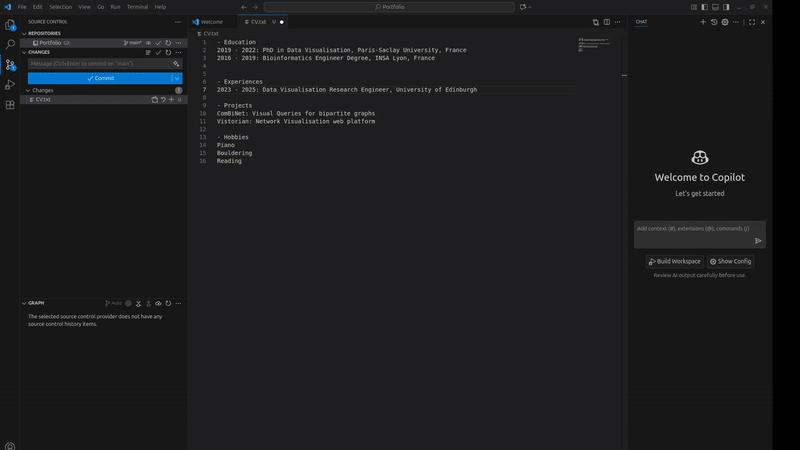 File Edit Selection View Go Run Terminal Help
Portfolio
SOURCE CONTROL
REPOSITORIES
Portfolio Git main*
CHANGES
Message (Ctrl+Enter to commit on "main")
Commit
Changes 1
CV.txt U
GRAPH
Auto
The selected source control provider does not have any
source control history items.
Welcome
CV.txt U
CV.txt
1 - Education
2 2019 - 2022: PhD in Data Visualisation, Paris-Saclay University, France
3 2016 - 2019: Bioinformatics Engineer Degree, INSA Lyon, France
4
5
6 - Experiences
7 2023 - 2025: Data Visualisation Research Engineer, University of Edinburgh
8
9 - Projects
10 ComBiNet: Visual Queries for bipartite graphs
11 Vistorian: Network Visualisation web platform
12
13 - Hobbies
14 Piano
15 Bouldering
16 Reading
CHAT
Welcome to Copilot
Let's get started
Add context (#), extensions (@), commands (/)
Build Workspace
Show Config
Review AI output carefully before use.